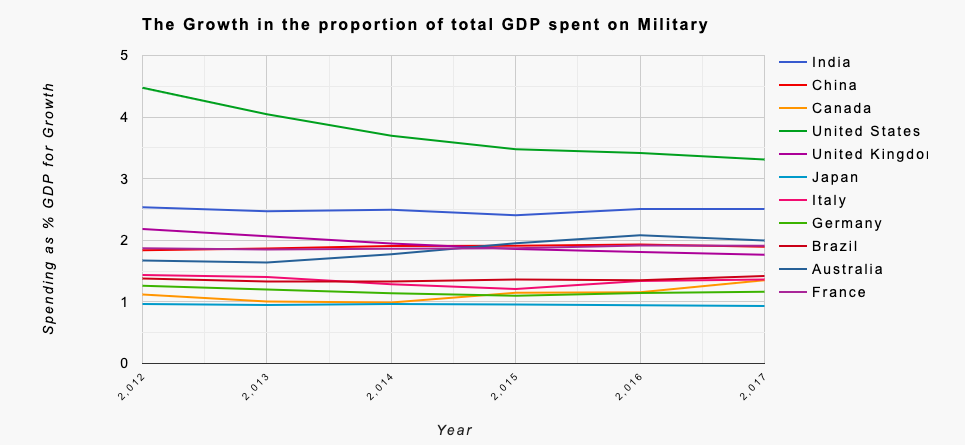 The Growth in the proportion of total GDP spent on Military
Spending as % GDP for Growth
5
4
3
2
1
0
2,012
2,013
2,014
2,015
2,016
2,017
Year
India
China
Canada
United States
United Kingdo
Japan
Italy
Germany
Brazil
Australia
France